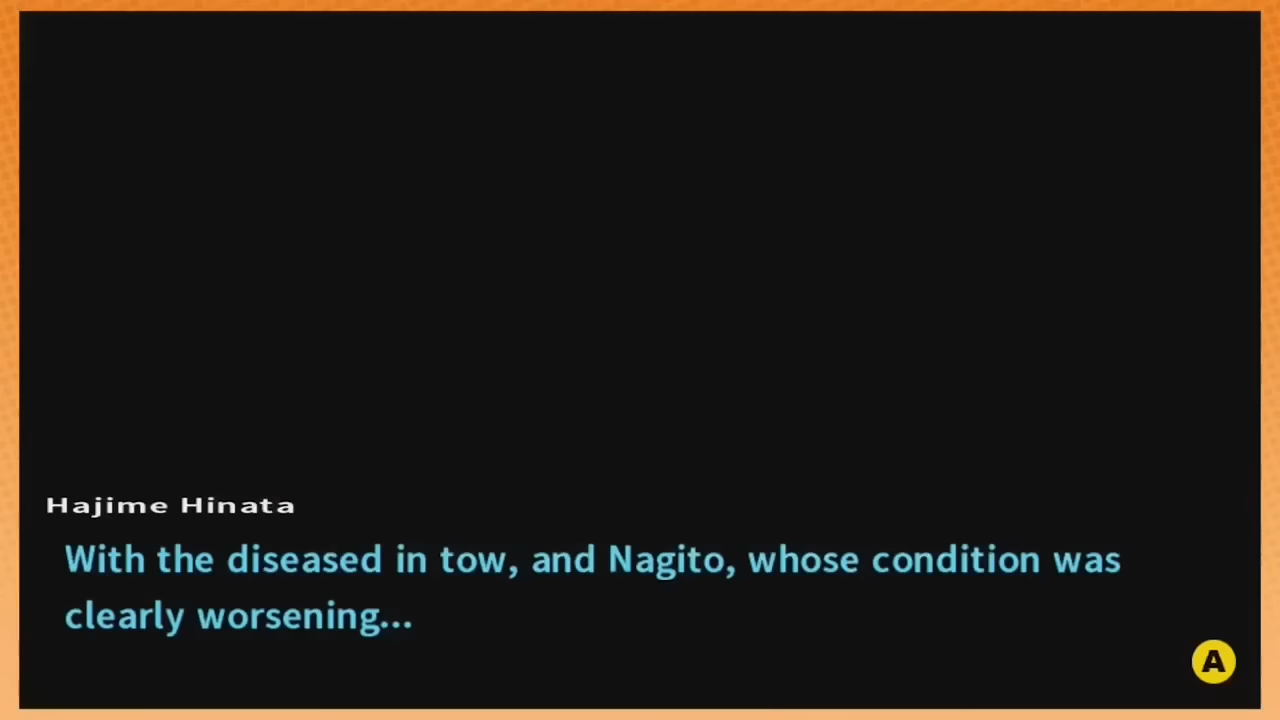 Hajime Hinata
With the diseased in tow, and Nagito, whose condition was
clearly worsening...
A